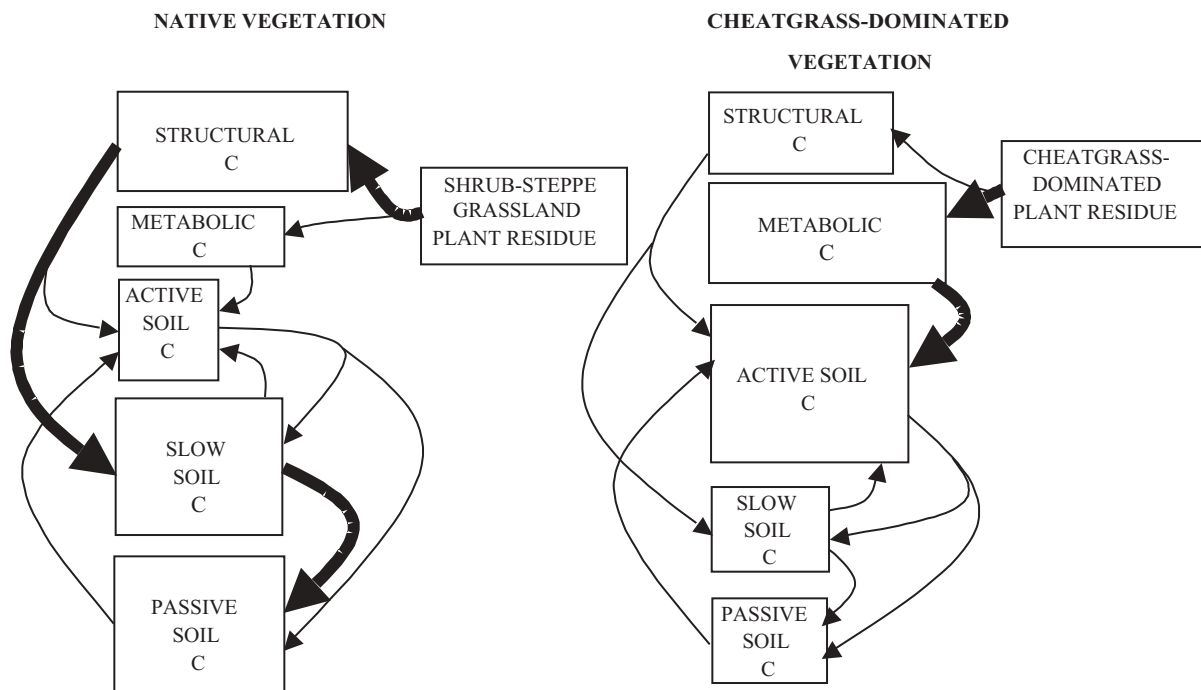 NATIVE VEGETATION
STRUCTURAL
C
METABOLIC
C
ACTIVE
SOIL
C
SLOW
SOIL
C
PASSIVE
SOIL
C
SHRUB-STEPPE
GRASSLAND
PLANT RESIDUE
CHEATGRASS-DOMINATED
VEGETATION
STRUCTURAL
C
METABOLIC
C
ACTIVE SOIL
C
SLOW
SOIL
C
PASSIVE
SOIL
C
CHEATGRASS-
DOMINATED
PLANT RESIDUE